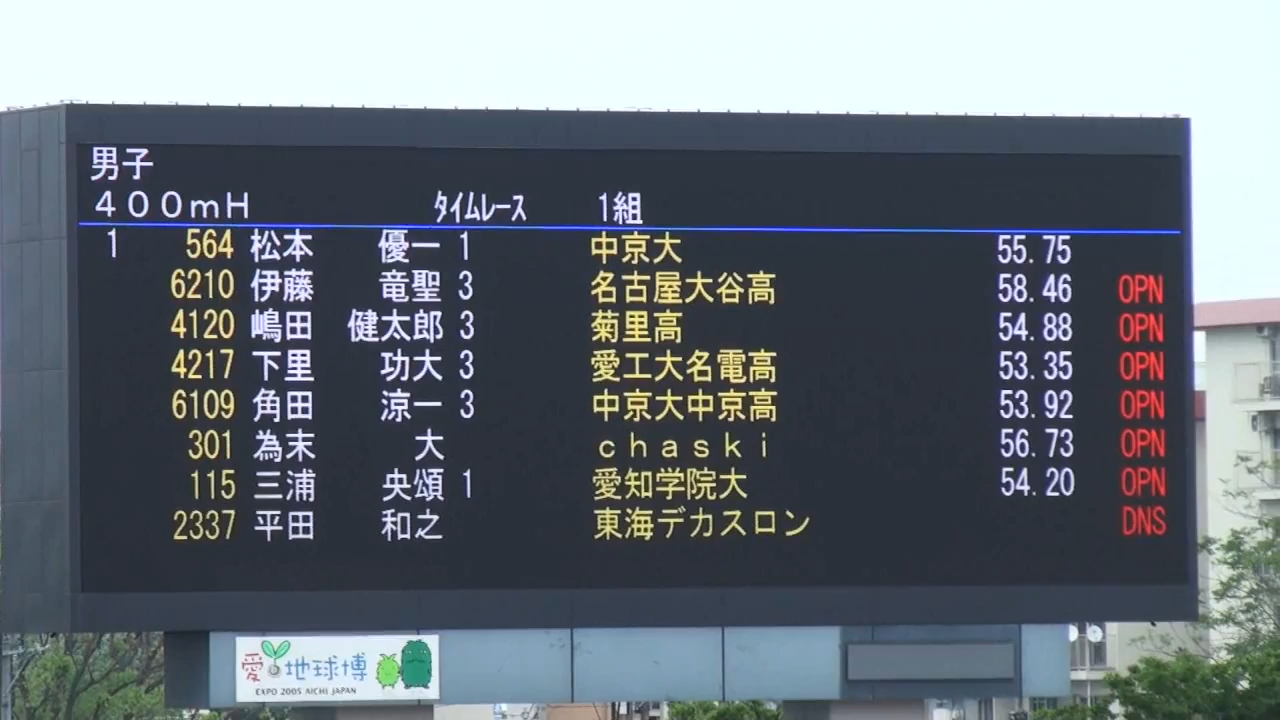 男子
４００ｍＨ ﾀｲﾑﾚｰｽ 1組
1 564 松本 優一 1 中京大 55.75
6210 伊藤 竜聖 3 名古屋大谷高 58.46 OPN
4120 嶋田 健太郎 3 菊里高 54.88 OPN
4217 下里 功大 3 愛工大名電高 53.35 OPN
6109 角田 涼一 3 中京大中京高 53.92 OPN
301 為末 大 ｃｈａｓｋｉ 56.73 OPN
115 三浦 央頌 1 愛知学院大 54.20 OPN
2337 平田 和之 東海デカスロン DNS
愛・地球博
EXPO 2005 AICHI JAPAN